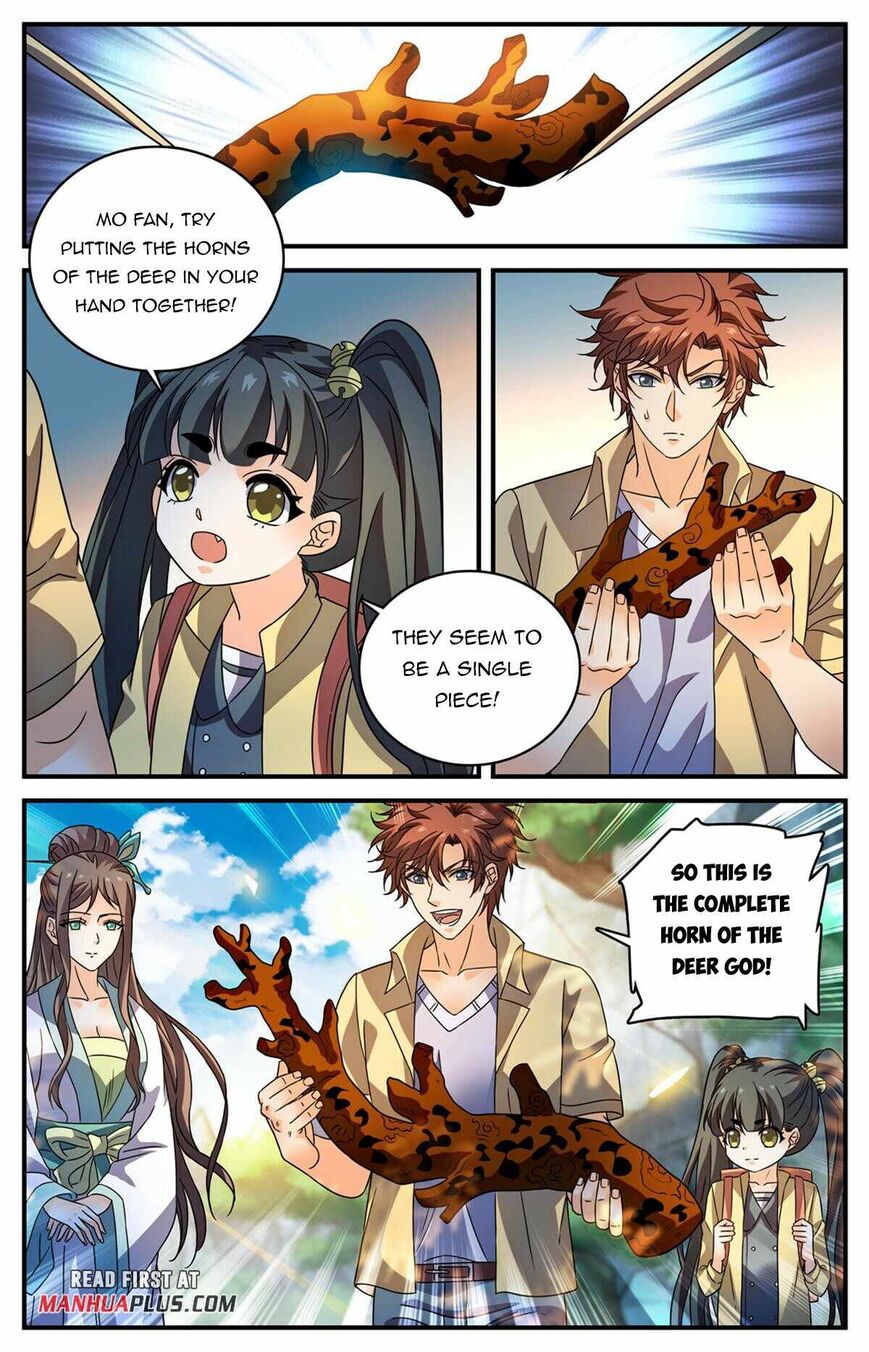 MO FAN, TRY
PUTTING THE HORNS
OF THE DEER IN YOUR
HAND TOGETHER!
THEY SEEM TO
BE A SINGLE
PIECE!
SO THIS IS
THE COMPLETE
HORN OF THE
DEER GOD!
READ FIRST AT
MANHUAPLUS.COM